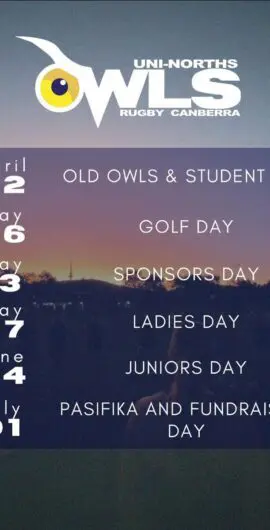 UNI-NORTHS
OWLS
RUGBY CANBERRA
ril
2 OLD OWLS & STUDENT
ay
6 GOLF DAY
ay
3 SPONSORS DAY
ay
7 LADIES DAY
ne
4 JUNIORS DAY
ly
01 PASIFIKA AND FUNDRAIS
DAY